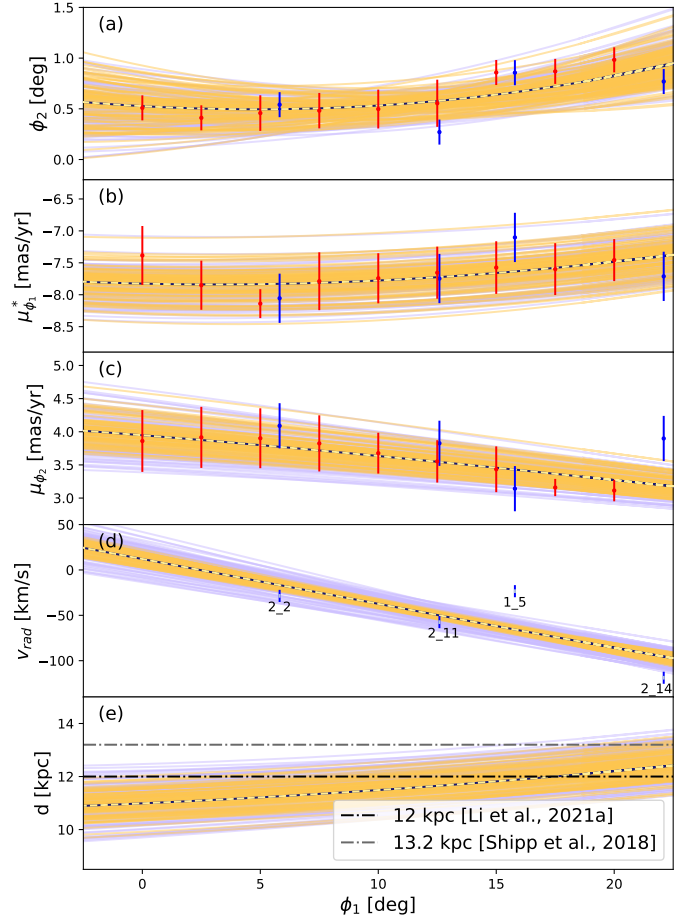 (a)
1.5
1.0
0.5
0.0
ϕ2 [deg]
(b)
−6.5
−7.0
−7.5
−8.0
−8.5
μ*ϕ1 [mas/yr]
(c)
5.0
4.5
4.0
3.5
3.0
μϕ2 [mas/yr]
(d)
50
0
−50
−100
vrad [km/s]
2_2
2_11
1_5
2_14
(e)
14
12
10
d [kpc]
12 kpc [Li et al., 2021a]
13.2 kpc [Shipp et al., 2018]
0 5 10 15 20
ϕ1 [deg]